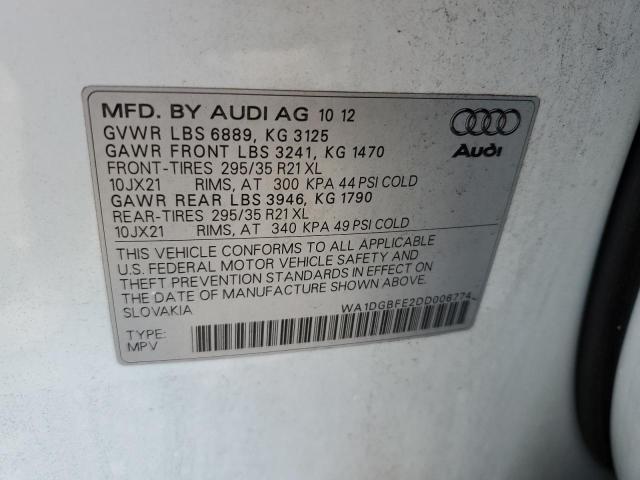 MFD. BY AUDI AG 10 12
GVWR LBS 6889, KG 3125
GAWR FRONT LBS 3241, KG 1470
FRONT-TIRES 295/35 R21 XL
10JX21 RIMS, AT 300 KPA 44 PSI COLD
GAWR REAR LBS 3946, KG 1790
REAR-TIRES 295/35 R21 XL
10JX21 RIMS, AT 340 KPA 49 PSI COLD
Audi
THIS VEHICLE CONFORMS TO ALL APPLICABLE
U.S. FEDERAL MOTOR VEHICLE SAFETY AND
THEFT PREVENTION STANDARDS IN EFFECT ON
THE DATE OF MANUFACTURE SHOWN ABOVE.
SLOVAKIA
WA1DGBFE2DD006774
TYPE:
MPV